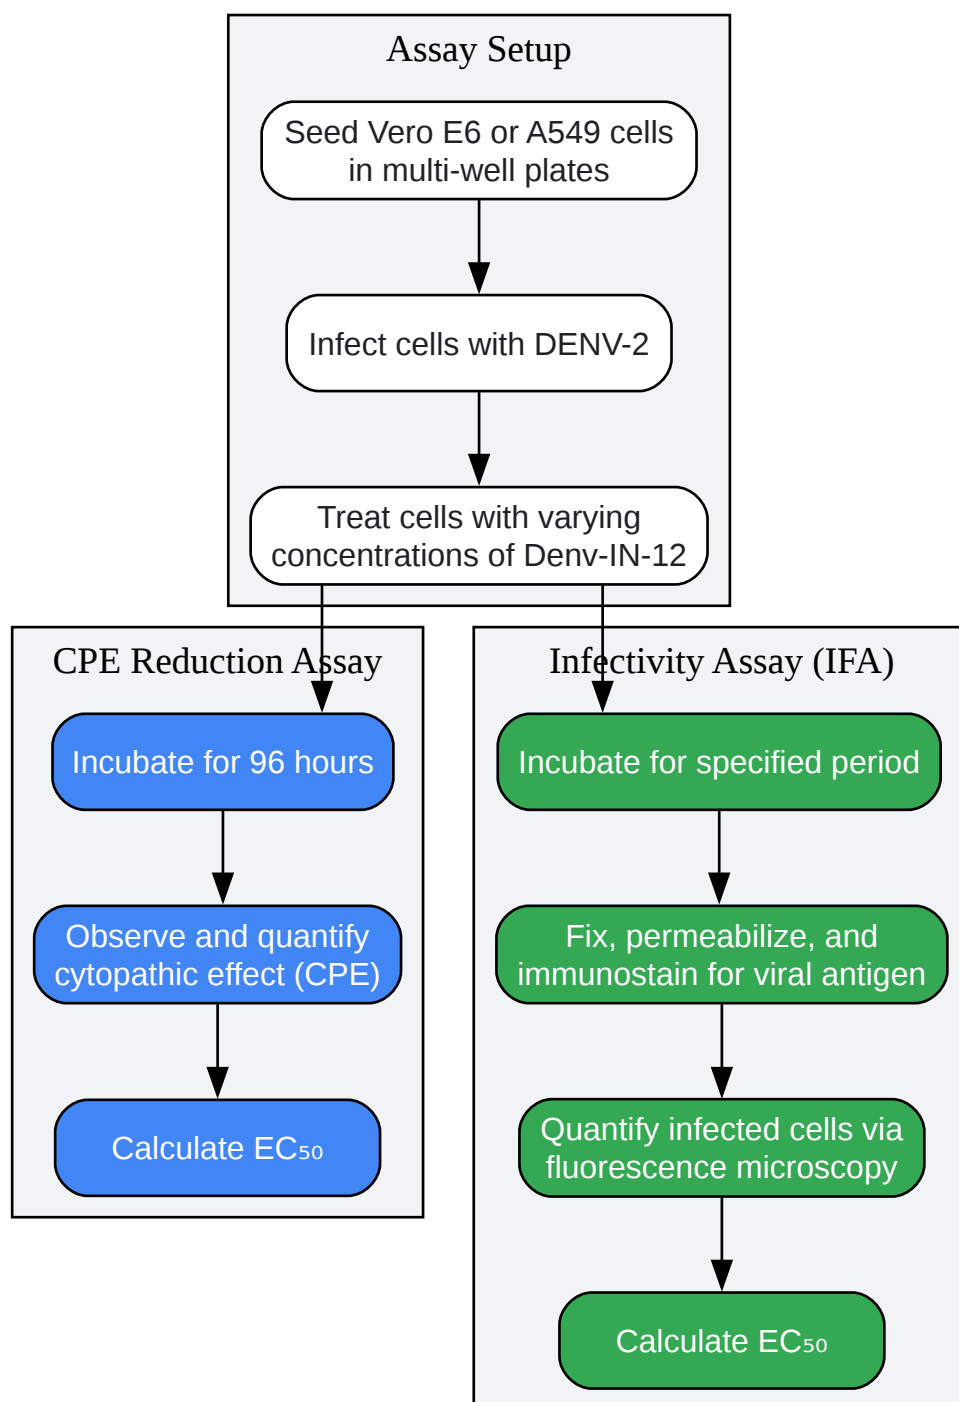 Assay Setup
Seed Vero E6 or A549 cells
in multi-well plates
Infect cells with DENV-2
Treat cells with varying
concentrations of Denv-IN-12
CPE Reduction Assay
Incubate for 96 hours
Observe and quantify
cytopathic effect (CPE)
Calculate EC₅₀
Infectivity Assay (IFA)
Incubate for specified period
Fix, permeabilize, and
immunostain for viral antigen
Quantify infected cells via
fluorescence microscopy
Calculate EC₅₀